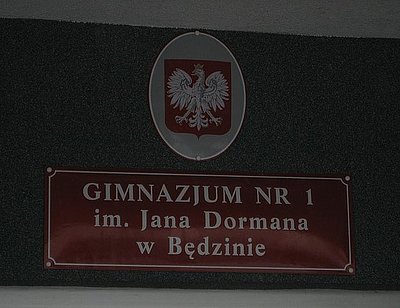 GIMNAZJUM NR 1
im. Jana Dormana
w Będzinie